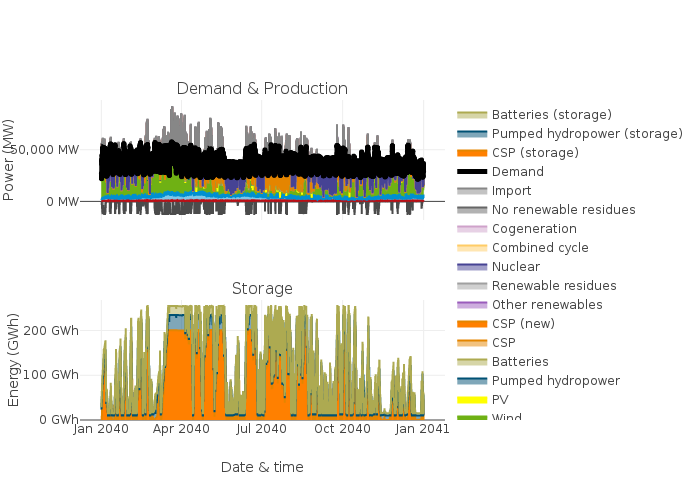 Demand & Production
Power (MW)
50,000 MW
0 MW
Storage
Energy (GWh)
200 GWh
100 GWh
0 GWh
Jan 2040
Apr 2040
Jul 2040
Oct 2040
Jan 2041
Date & time
Batteries (storage)
Pumped hydropower (storage)
CSP (storage)
Demand
Import
No renewable residues
Cogeneration
Combined cycle
Nuclear
Renewable residues
Other renewables
CSP (new)
CSP
Batteries
Pumped hydropower
PV
Wind